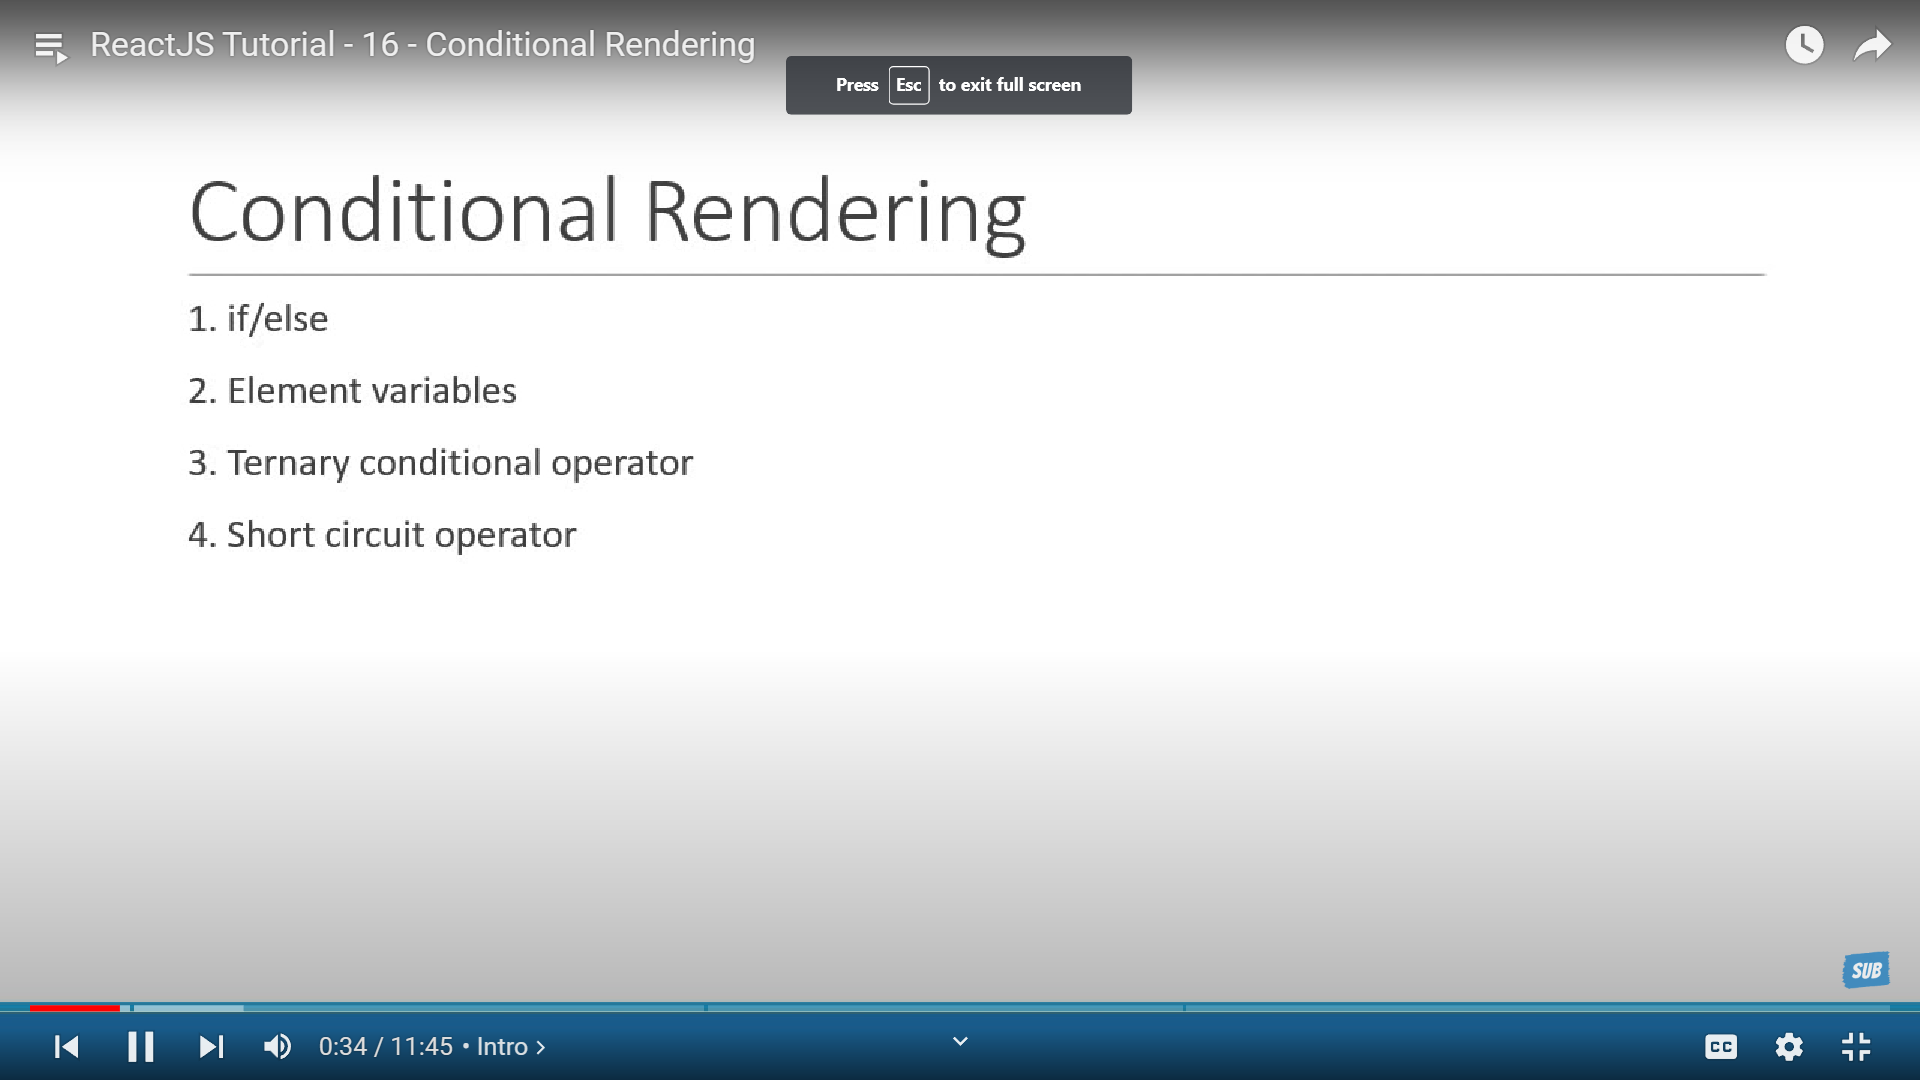 ReactJS Tutorial - 16 - Conditional Rendering
Press Esc to exit full screen
Conditional Rendering
1. if/else
2. Element variables
3. Ternary conditional operator
4. Short circuit operator
SUB
0:34 / 11:45 • Intro
CC